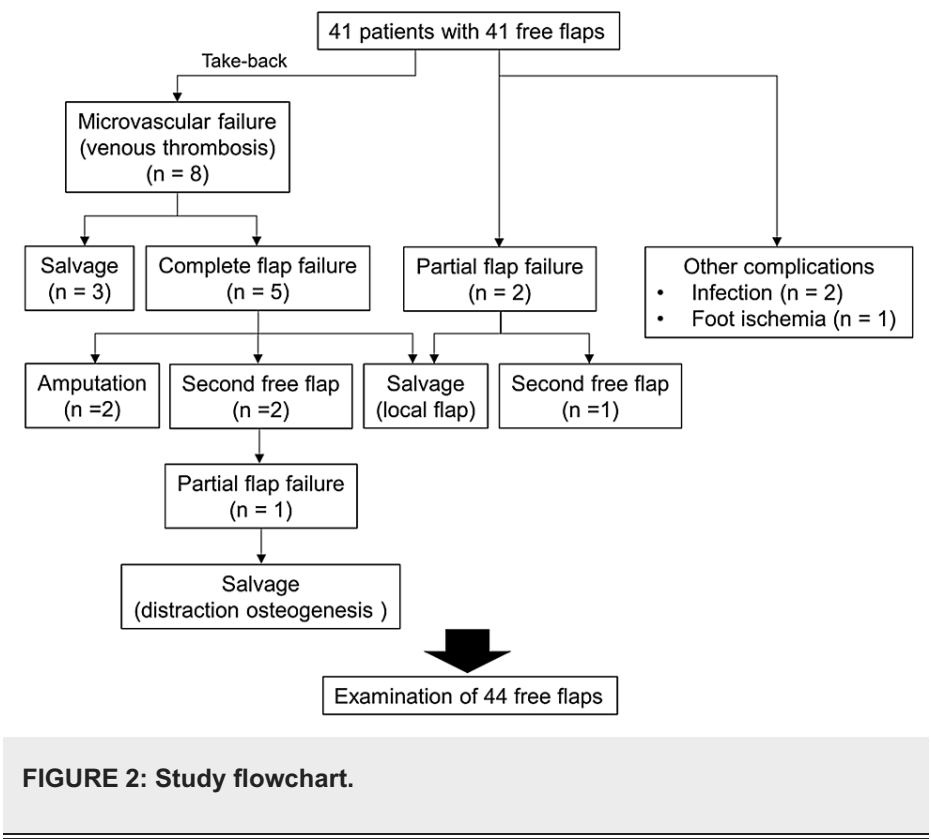 41 patients with 41 free flaps
Take-back
Microvascular failure
(venous thrombosis)
(n = 8)
Salvage
(n = 3)
Complete flap failure
(n = 5)
Partial flap failure
(n = 2)
Other complications
• Infection (n = 2)
• Foot ischemia (n = 1)
Amputation
(n =2)
Second free flap
(n =2)
Salvage
(local flap)
Second free flap
(n =1)
Partial flap failure
(n = 1)
Salvage
(distraction osteogenesis )
Examination of 44 free flaps
FIGURE 2: Study flowchart.